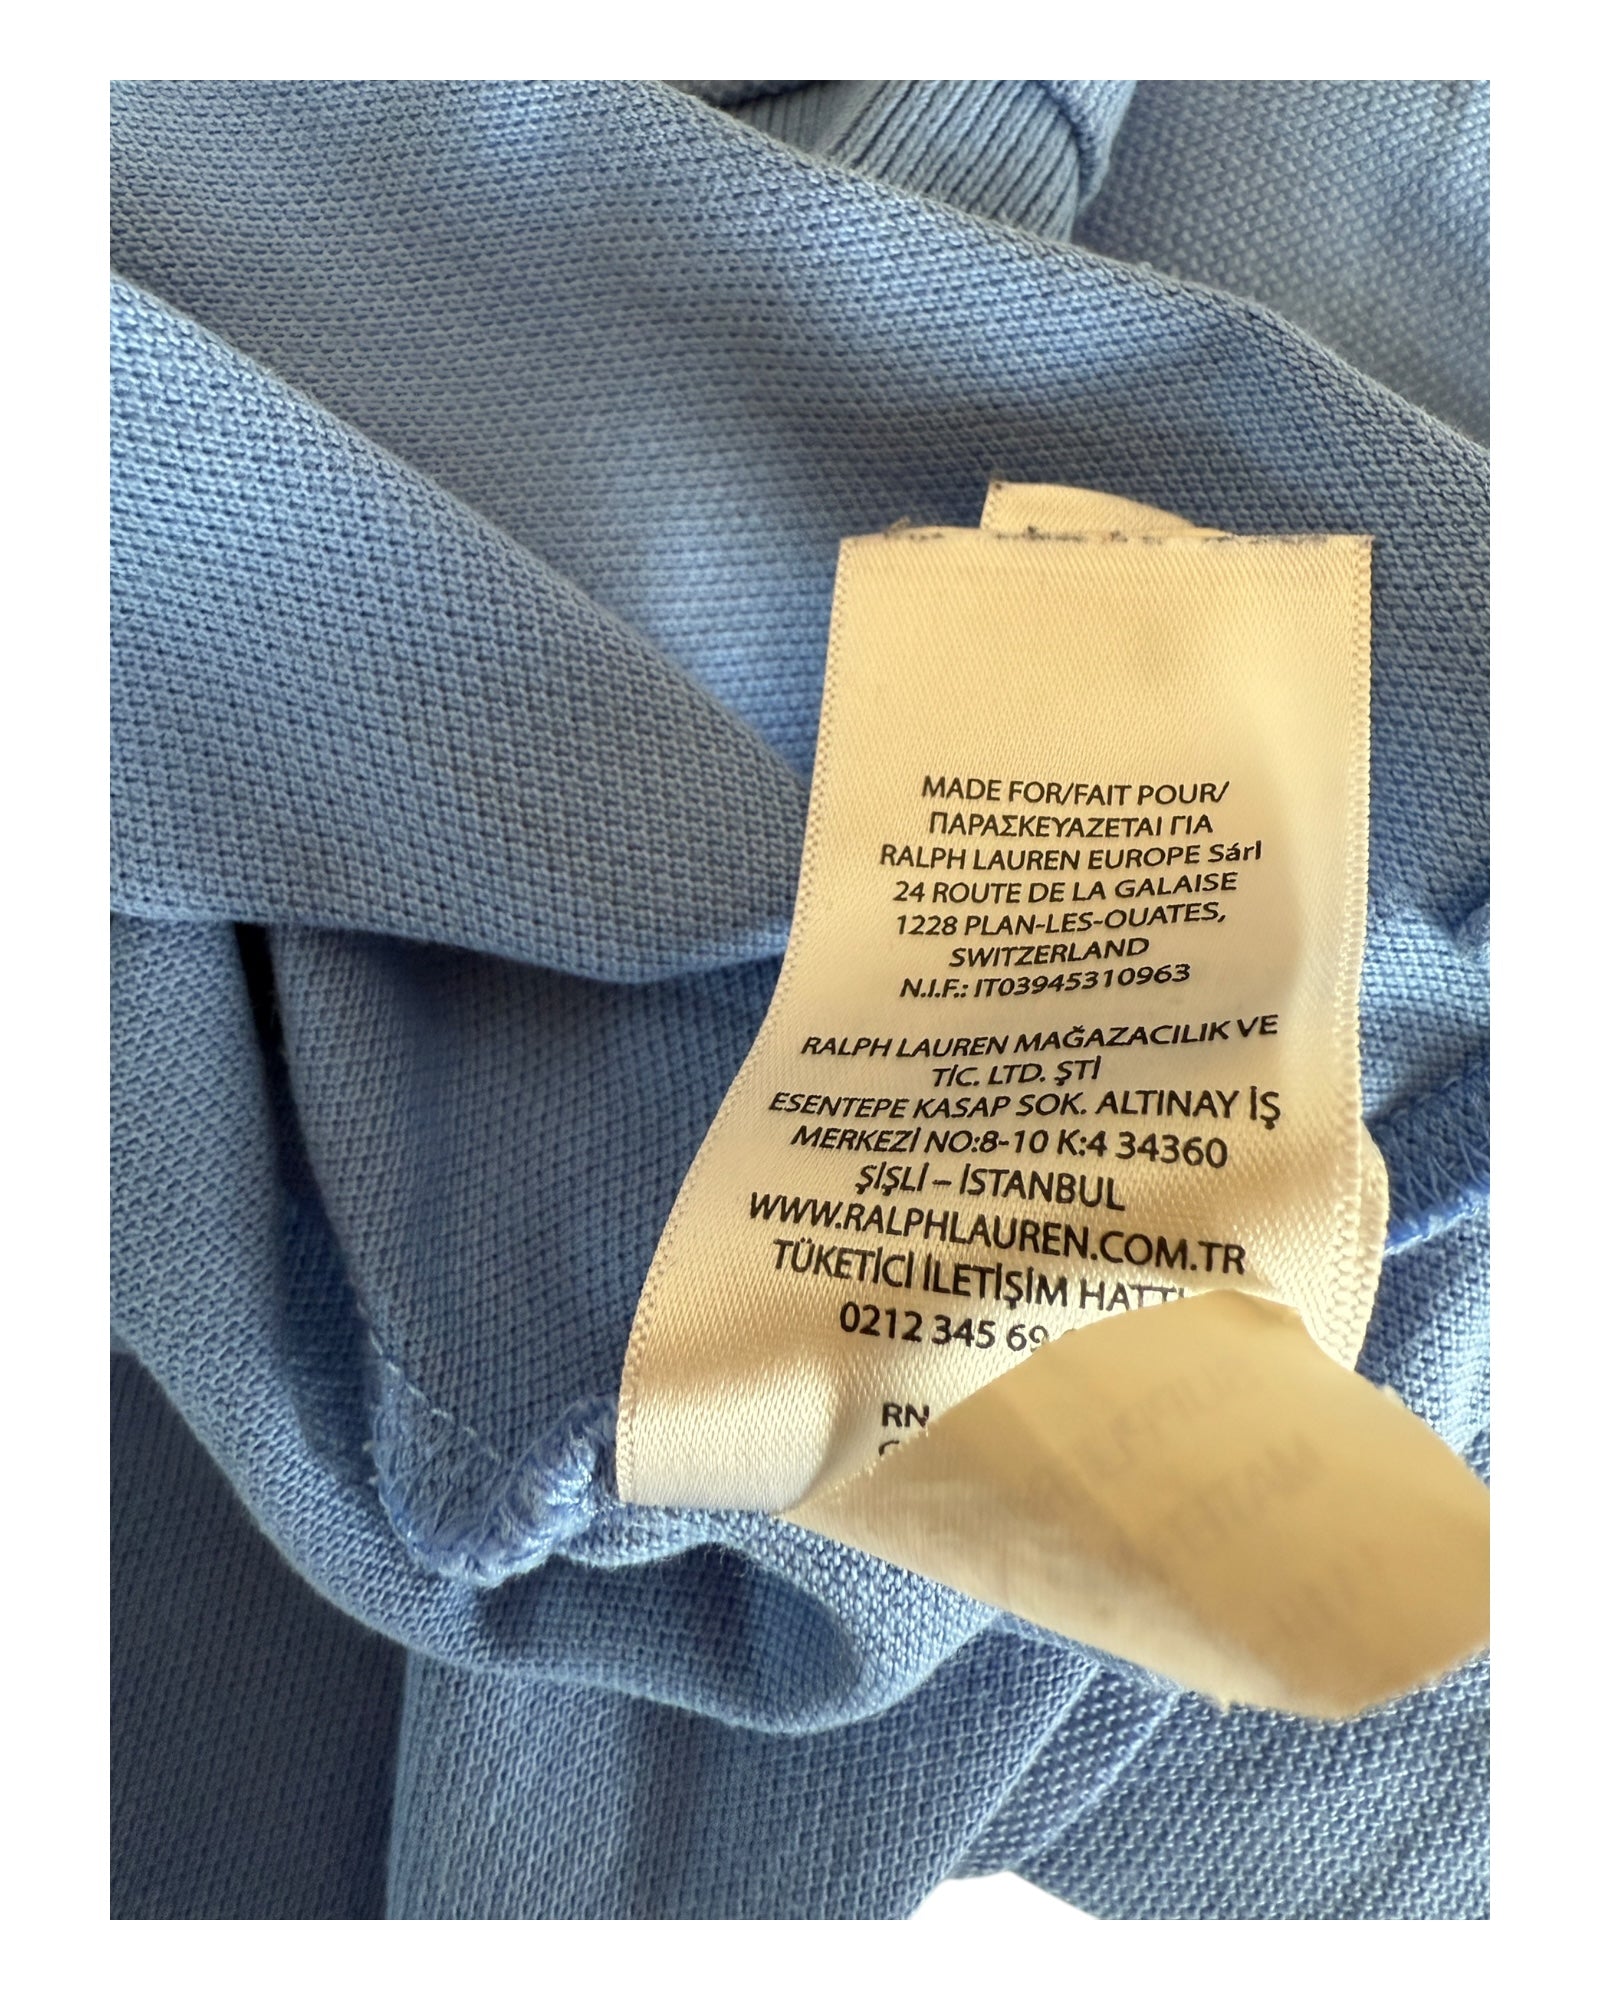 MADE FOR/FAIT POUR/
ΠΑΡΑΣΚΕΥΑΖΕΤΑΙ ΓΙΑ
RALPH LAUREN EUROPE Sárl
24 ROUTE DE LA GALAISE
1228 PLAN-LES-OUATES,
SWITZERLAND
N.I.F.: IT03945310963
RALPH LAUREN MAĞAZACILIK VE
TİC. LTD. ŞTİ
ESENTEPE KASAP SOK. ALTINAY İŞ
MERKEZİ NO:8-10 K:4 34360
ŞİŞLİ – İSTANBUL
WWW.RALPHLAUREN.COM.TR
TÜKETİCİ İLETİŞİM HATTI
0212 345 69
RN